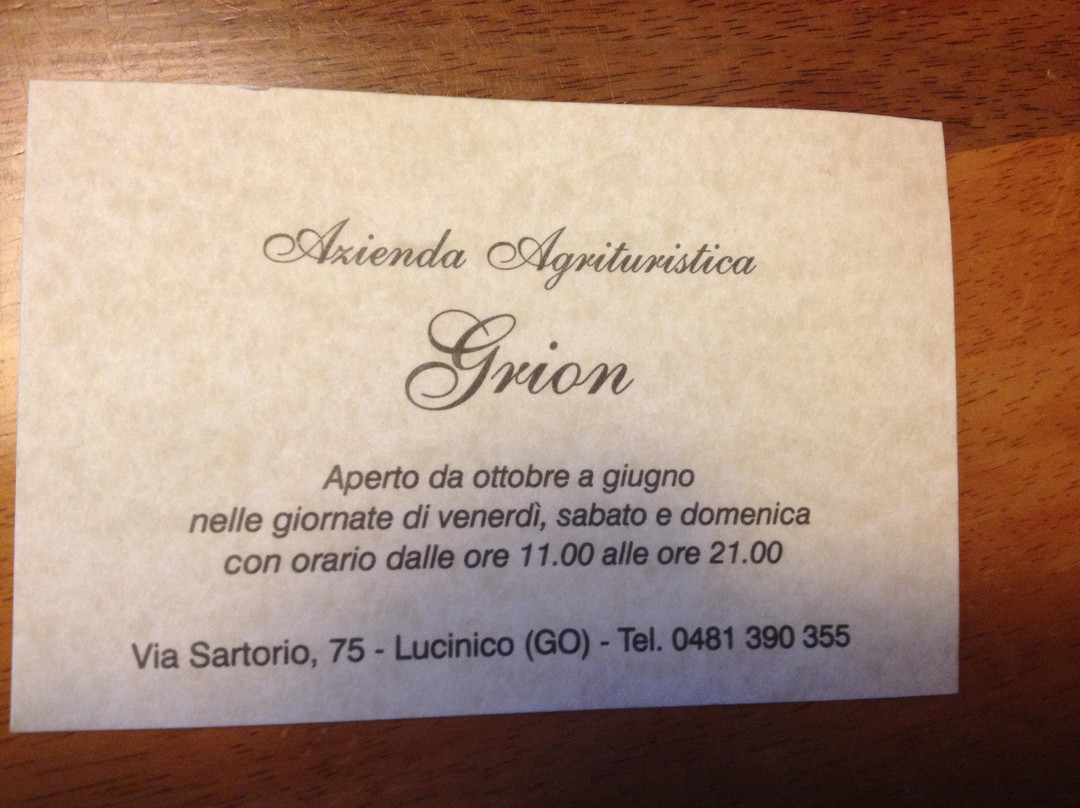 Azienda Agrituristica
Grion
Aperto da ottobre a giugno
nelle giornate di venerdì, sabato e domenica
con orario dalle ore 11.00 alle ore 21.00
Via Sartorio, 75 - Lucinico (GO) - Tel. 0481 390 355